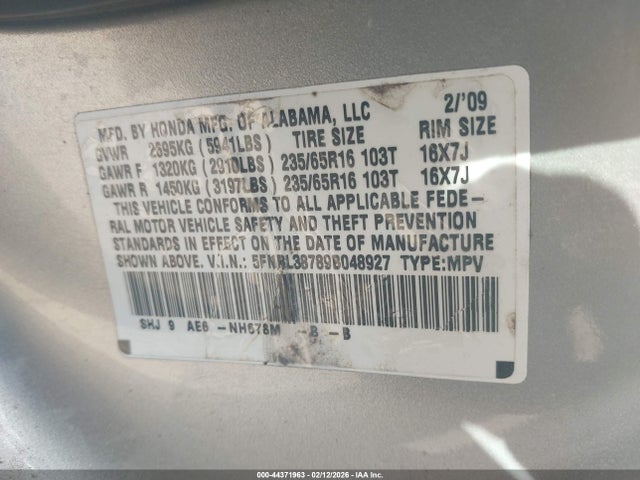 MFD. BY HONDA MFG. OF ALABAMA, LLC 2/'09
GVWR 2695KG (5941LBS) TIRE SIZE RIM SIZE
GAWR F 1320KG (2910LBS) 235/65R16 103T 16X7J
GAWR R 1450KG (3197LBS) 235/65R16 103T 16X7J
THIS VEHICLE CONFORMS TO ALL APPLICABLE FEDE-
RAL MOTOR VEHICLE SAFETY AND THEFT PREVENTION
STANDARDS IN EFFECT ON THE DATE OF MANUFACTURE
SHOWN ABOVE. V.I.N.: 5FNRL38789B048927 TYPE:MPV
SHJ 9 AE6 -NH678M -B -B
000-44371963 - 02/12/2026 - IAA Inc.